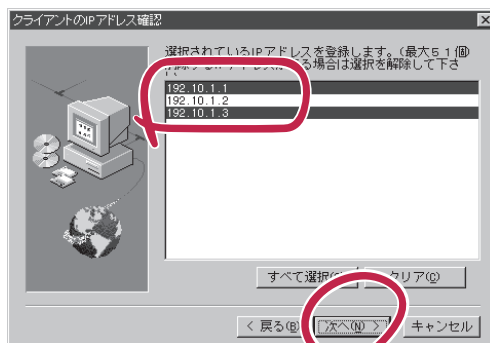 クライアントのIPアドレス確認
選択されているIPアドレスを登録します。(最大51個
場合は選択を解除して下さ
192.10.1.1
192.10.1.2
192.10.1.3
すべて選択
クリア(C)
< 戻る(B)
次へ(N) >
キャンセル